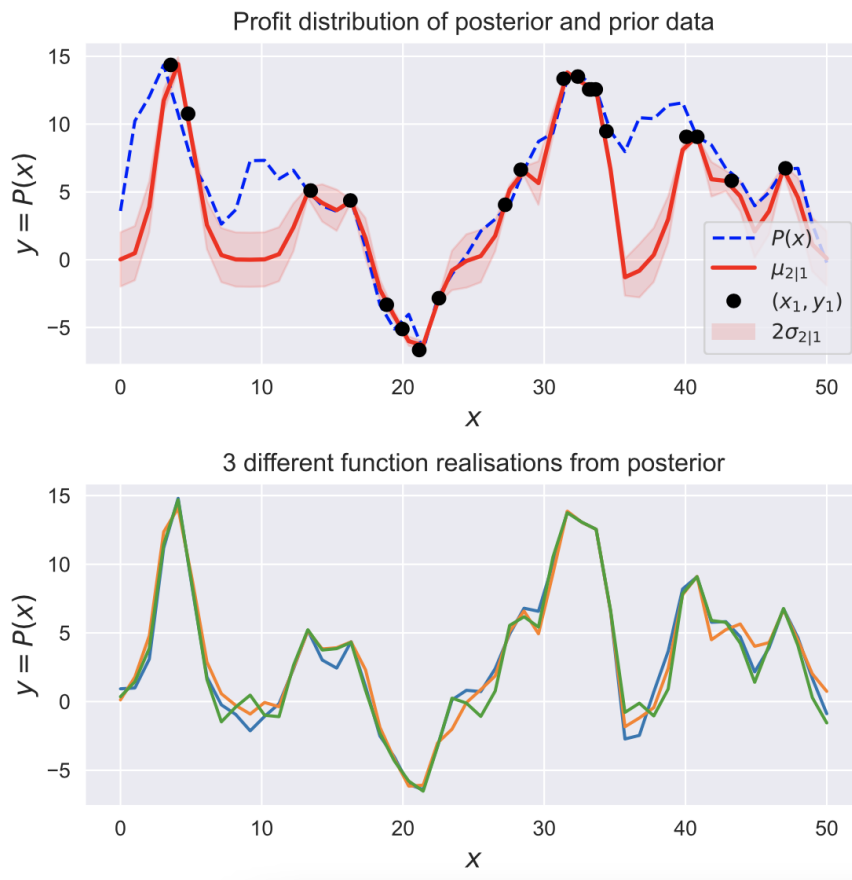 Profit distribution of posterior and prior data
15
10
5
0
−5
y = P(x)
P(x)
μ2|1
(x1, y1)
2σ2|1
0 10 20 30 40 50
x
3 different function realisations from posterior
15
10
5
0
−5
y = P(x)
0 10 20 30 40 50
x